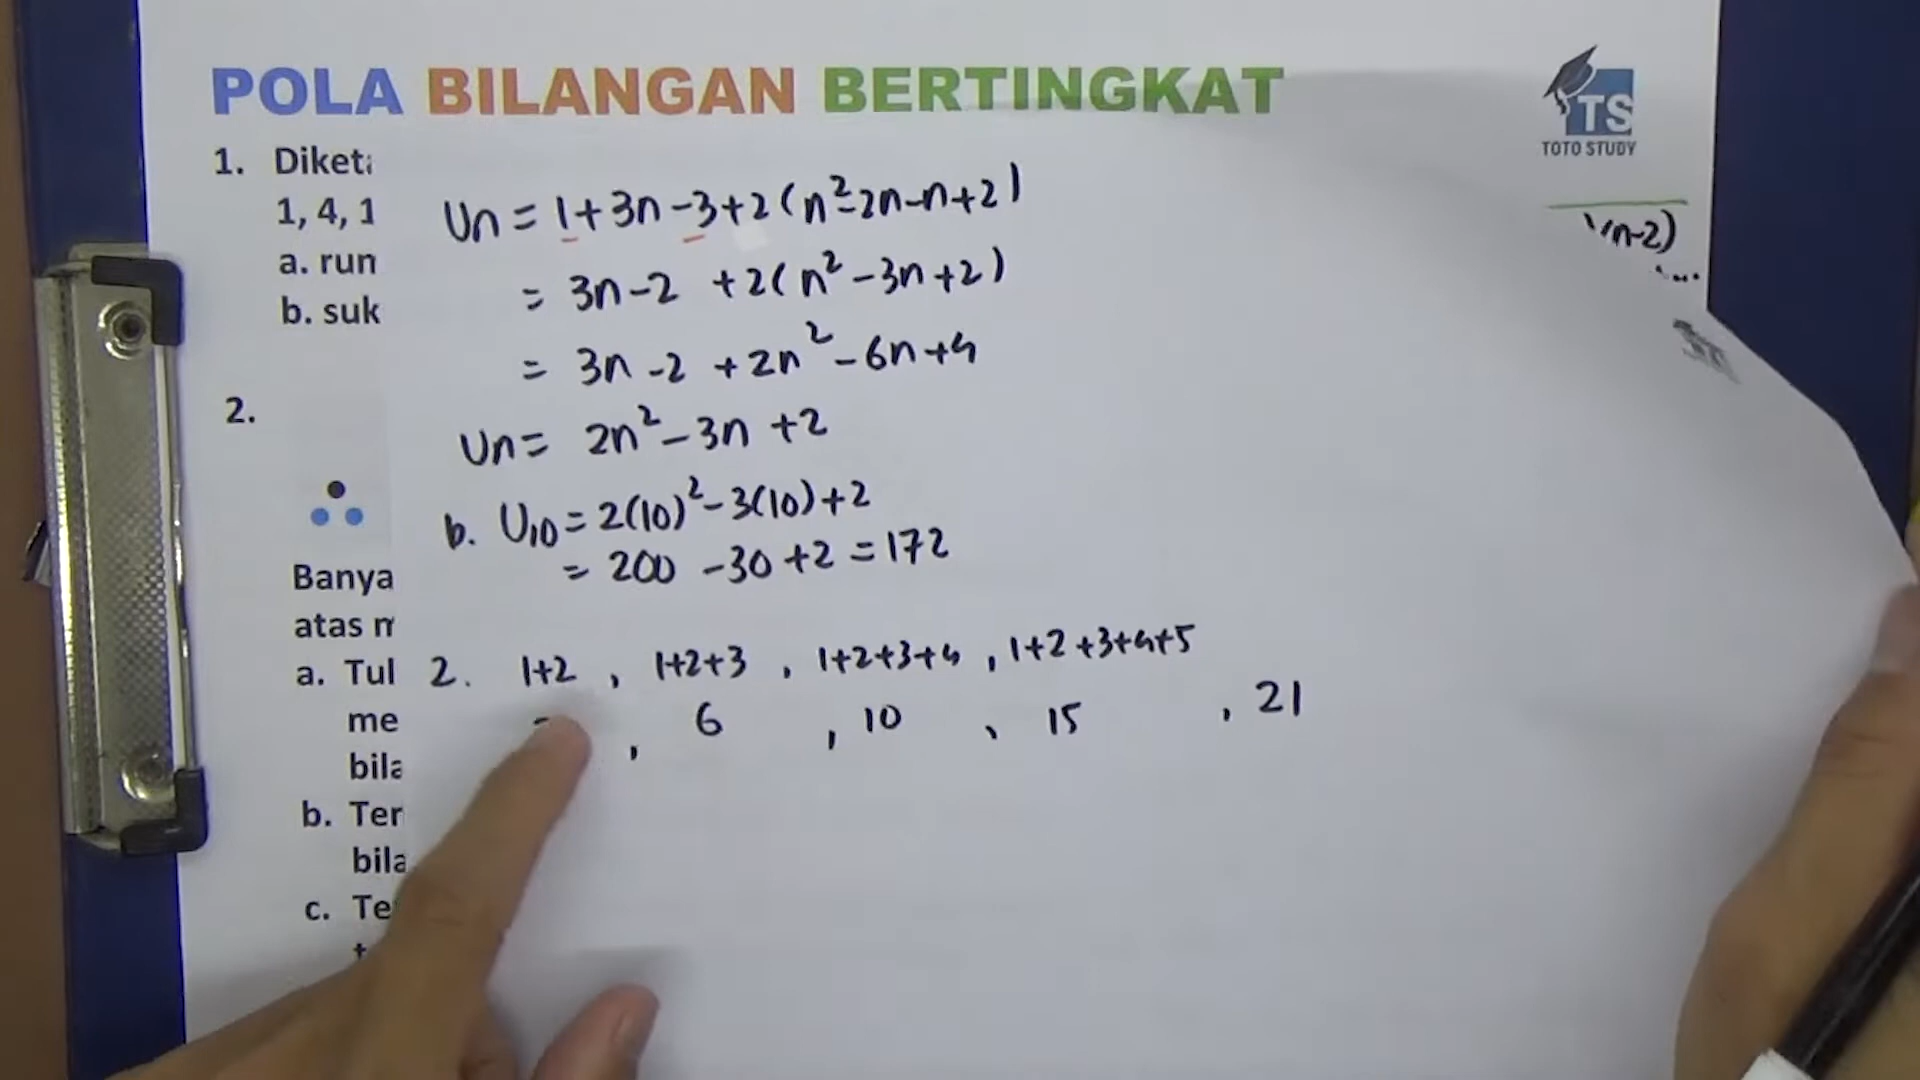 POLA BILANGAN BERTINGKAT
TS
TOTO STUDY
1. Diket
1, 4, 1
a. run
b. suk
Un = 1+3n-3+2(n²-2n-n+2)
= 3n-2 +2(n²-3n+2)
= 3n-2 +2n²-6n+4
Un = 2n²-3n+2
(n-2)
...
2.
b. U10 = 2(10)²-3(10)+2
= 200 -30+2 = 172
Banya
atas
a. Tul
me
bila
b. Ter
bila
c. Te
2. 1+2 , 1+2+3 , 1+2+3+4 , 1+2+3+4+5
, 6 , 10 , 15 , 21